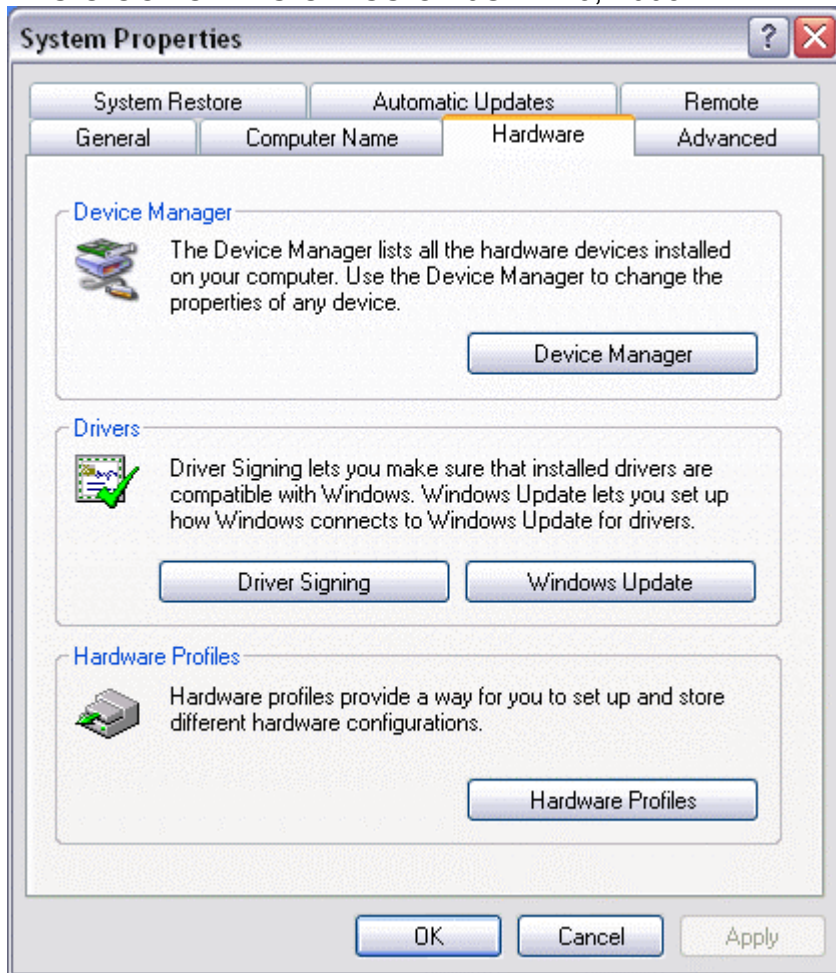 System Properties
System Restore Automatic Updates Remote
General Computer Name Hardware Advanced
Device Manager
The Device Manager lists all the hardware devices installed
on your computer. Use the Device Manager to change the
properties of any device.
Device Manager
Drivers
Driver Signing lets you make sure that installed drivers are
compatible with Windows. Windows Update lets you set up
how Windows connects to Windows Update for drivers.
Driver Signing Windows Update
Hardware Profiles
Hardware profiles provide a way for you to set up and store
different hardware configurations.
Hardware Profiles
OK Cancel Apply